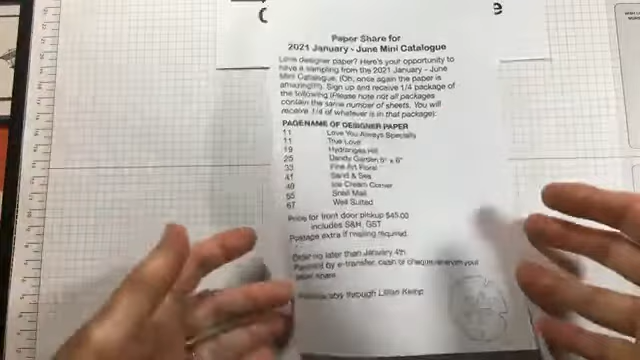 Paper Share for
2021 January - June Mini Catalogue
Love designer paper? Here's your opportunity to
have a sampling from the 2021 January - June
Mini Catalogue. (Oh, once again the paper is
amazing!!!). Sign up and receive 1/4 package of
the following (Please note not all packages
contain the same number of sheets. You will
receive 1/4 of whatever is in that package):
PAGE NAME OF DESIGNER PAPER
11 Love You Always Specialty
11 True Love
19 Hydrangea Hill
25 Dandy Garden 6" x 6"
33 Fine Art Floral
41 Sand & Sea
49 Ice Cream Corner
55 Snail Mail
67 Well Suited
Price for front door pickup $45.00
includes S&H, GST
Postage extra if mailing required.
no later than January 4th
Payment by e-transfer, cash or cheque your
paper share.
through Lillian